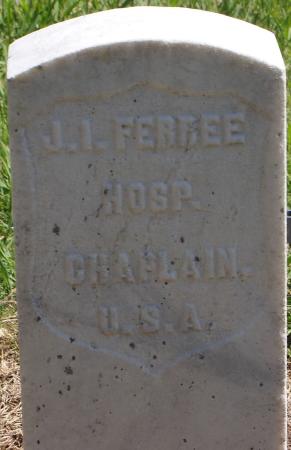 J.I. FERREE
HOSP.
CHAPLAIN.
U.S.A.